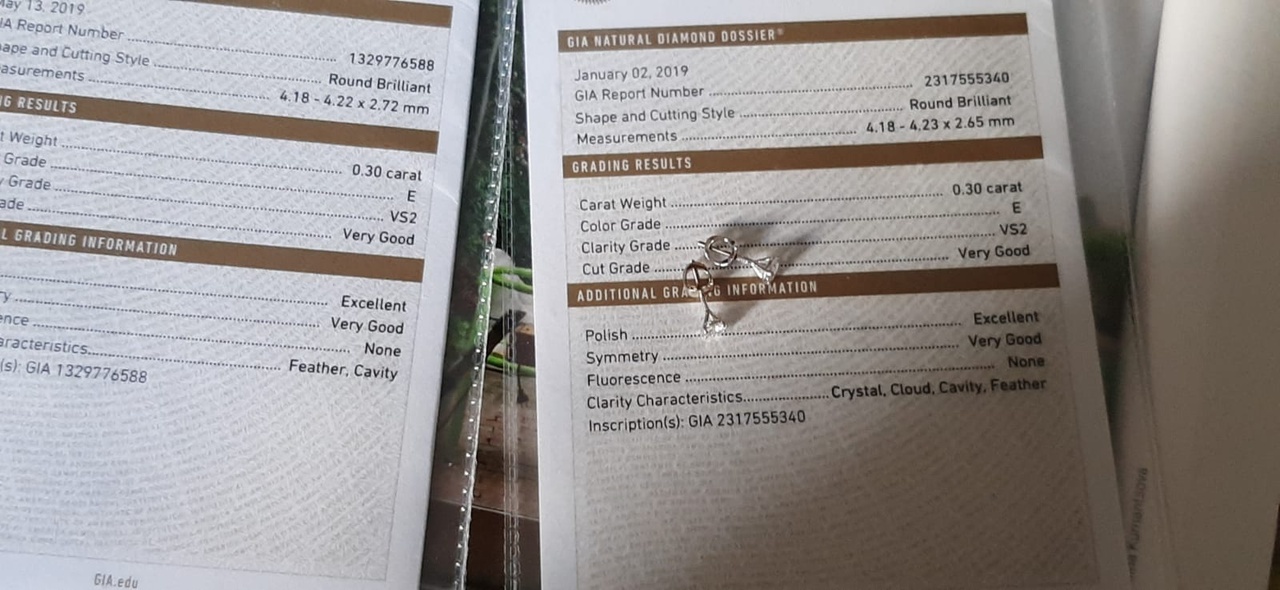 May 13, 2019
IA Report Number ........ 1329776588
ape and Cutting Style ........ Round Brilliant
asurements ........ 4.18 - 4.22 x 2.72 mm
NG RESULTS
t Weight ........ 0.30 carat
Grade ........ E
y Grade ........ VS2
ade ........ Very Good
L GRADING INFORMATION
........ Excellent
ry ........ Very Good
ence ........ None
aracteristics ........ Feather, Cavity
(s): GIA 1329776588
GIA.edu
GIA NATURAL DIAMOND DOSSIER®
January 02, 2019
GIA Report Number ........ 2317555340
Shape and Cutting Style ........ Round Brilliant
Measurements ........ 4.18 - 4.23 x 2.65 mm
GRADING RESULTS
Carat Weight ........ 0.30 carat
Color Grade ........ E
Clarity Grade ........ VS2
Cut Grade ........ Very Good
ADDITIONAL GRADING INFORMATION
Polish ........ Excellent
Symmetry ........ Very Good
Fluorescence ........ None
Clarity Characteristics ........ Crystal, Cloud, Cavity, Feather
Inscription(s): GIA 2317555340